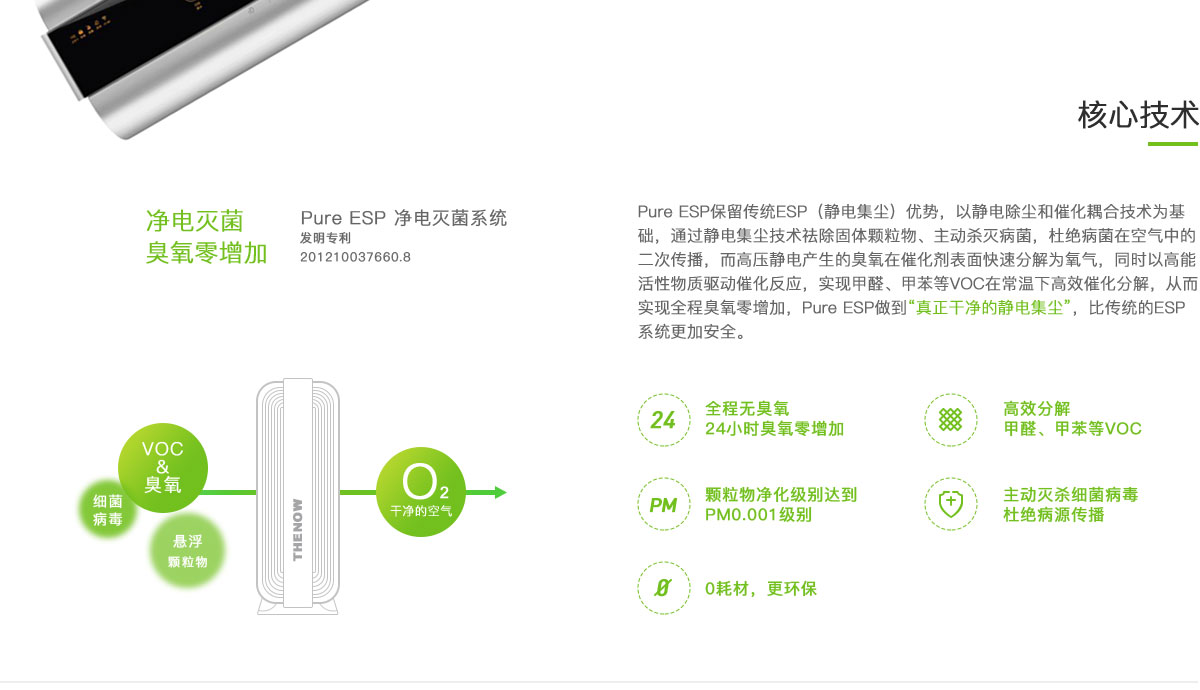 核心技术
净电灭菌
臭氧零增加
Pure ESP 净电灭菌系统
发明专利
201210037660.8
Pure ESP保留传统ESP（静电集尘）优势，以静电除尘和催化耦合技术为基
础，通过静电集尘技术祛除固体颗粒物、主动杀灭病菌，杜绝病菌在空气中的
二次传播，而高压静电产生的臭氧在催化剂表面快速分解为氧气，同时以高能
活性物质驱动催化反应，实现甲醛、甲苯等VOC在常温下高效催化分解，从而
实现全程臭氧零增加，Pure ESP做到“真正干净的静电集尘”，比传统的ESP
系统更加安全。
VOC
&
臭氧
细菌
病毒
悬浮
颗粒物
THENOW
O2
干净的空气
24
全程无臭氧
24小时臭氧零增加
高效分解
甲醛、甲苯等VOC
PM
颗粒物净化级别达到
PM0.001级别
主动灭杀细菌病毒
杜绝病源传播
0
0耗材，更环保